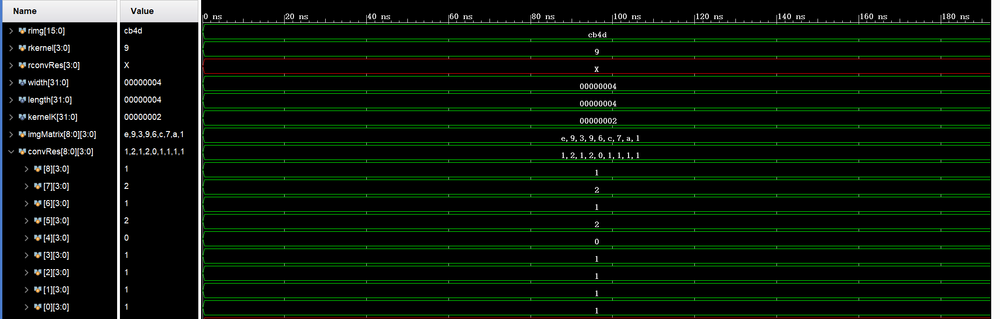 Name Value
0 ns 20 ns 40 ns 60 ns 80 ns 100 ns 120 ns 140 ns 160 ns 180 ns
rimg[15:0] cb4d cb4d
rkernel[3:0] 9 9
rconvRes[3:0] X X
width[31:0] 00000004 00000004
length[31:0] 00000004 00000004
kernelK[31:0] 00000002 00000002
imgMatrix[8:0][3:0] e,9,3,9,6,c,7,a,1 e,9,3,9,6,c,7,a,1
convRes[8:0][3:0] 1,2,1,2,0,1,1,1,1 1,2,1,2,0,1,1,1,1
[8][3:0] 1 1
[7][3:0] 2 2
[6][3:0] 1 1
[5][3:0] 2 2
[4][3:0] 0 0
[3][3:0] 1 1
[2][3:0] 1 1
[1][3:0] 1 1
[0][3:0] 1 1